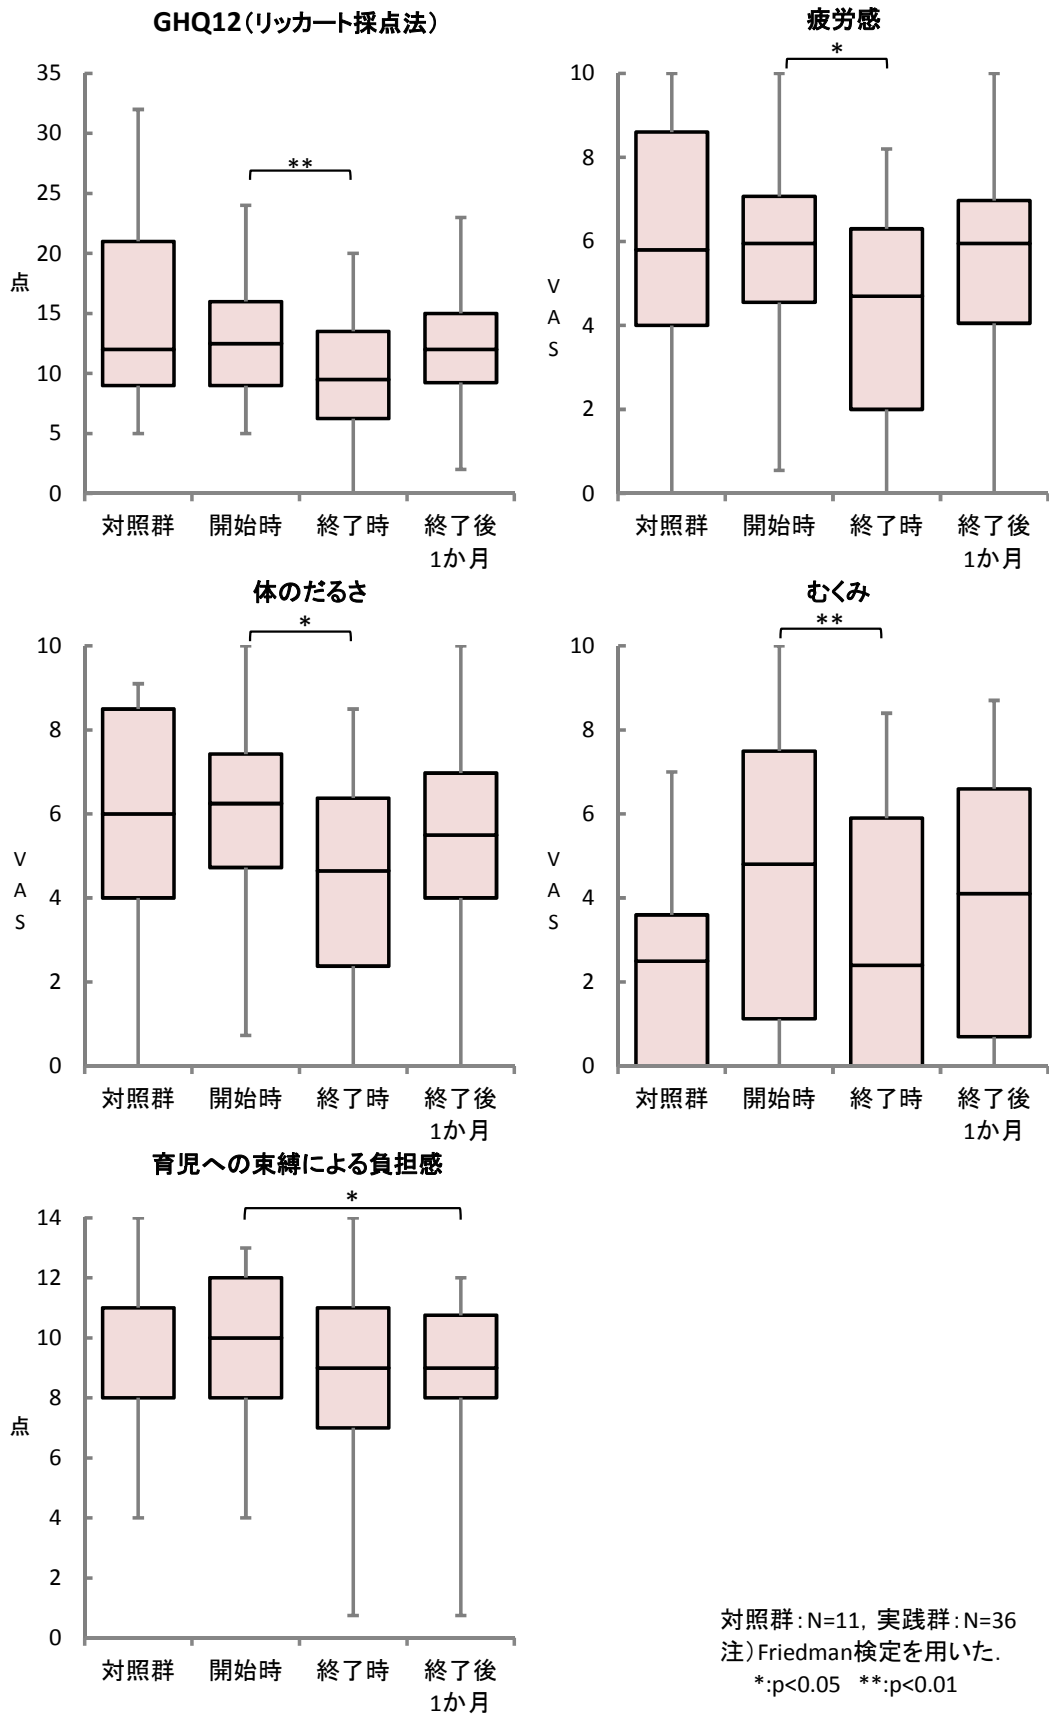 GHQ12(リッカート採点法)
**
35
30
25
20
15
10
5
0
点
対照群
開始時
終了時
終了後
1か月
疲労感
*
10
8
6
4
2
0
V
A
S
対照群
開始時
終了時
終了後
1か月
体のだるさ
*
10
8
6
4
2
0
V
A
S
対照群
開始時
終了時
終了後
1か月
むくみ
**
10
8
6
4
2
0
V
A
S
対照群
開始時
終了時
終了後
1か月
育児への束縛による負担感
*
14
12
10
8
6
4
2
0
点
対照群
開始時
終了時
終了後
1か月
対照群:N=11, 実践群:N=36
注)Friedman検定を用いた.
*:p<0.05 **:p<0.01